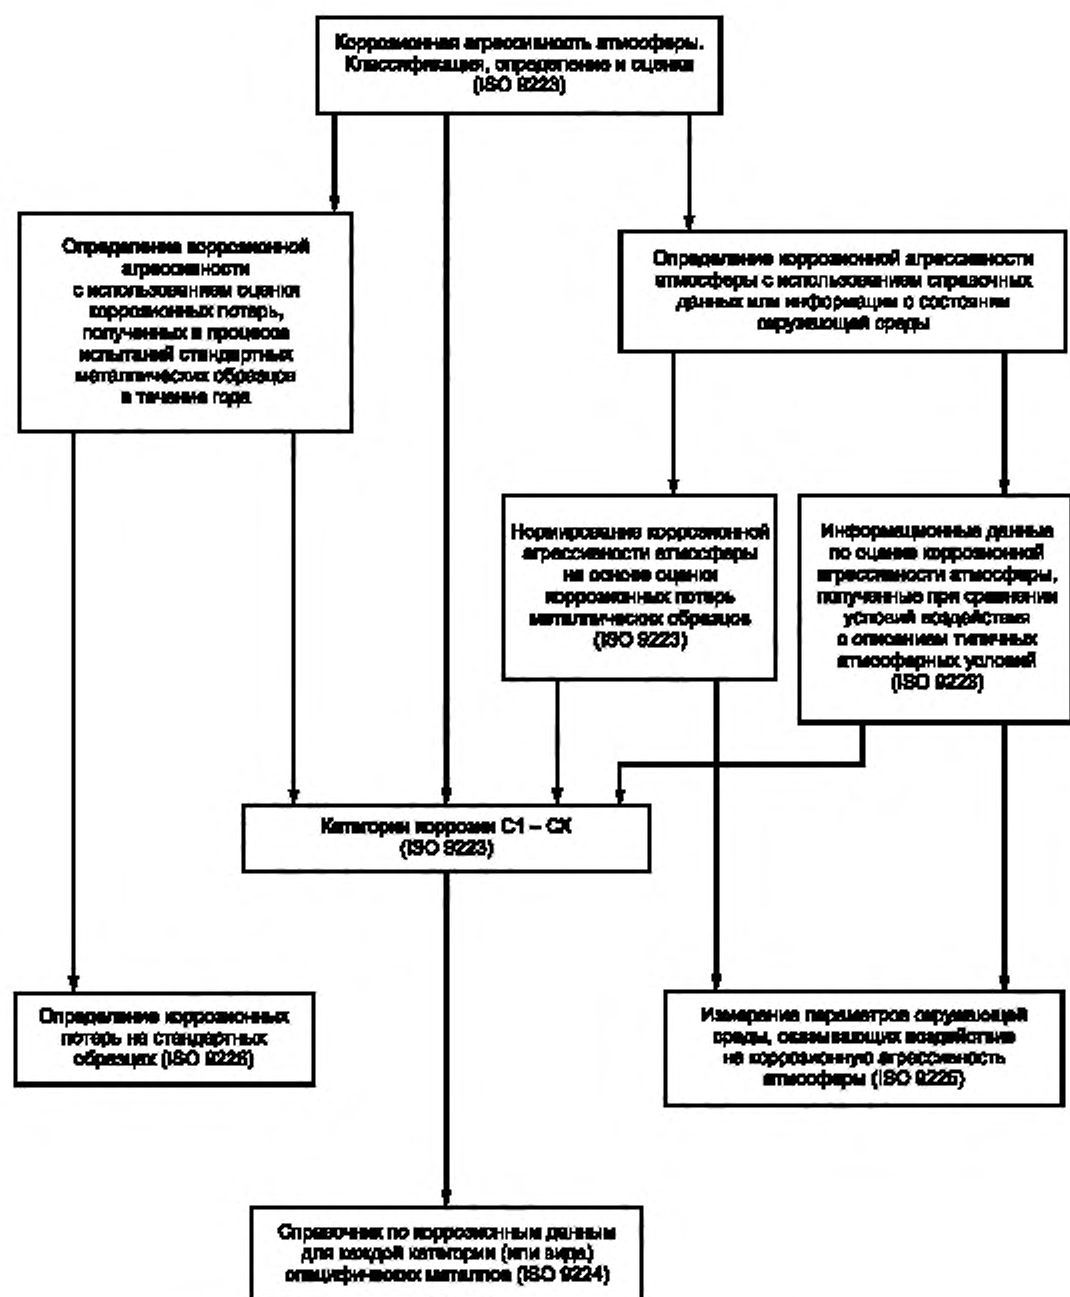 Коррозионная агрессивность атмосферы.
Классификация, определение и оценка
(ISO 9223)
Определение коррозионной
агрессивности
с использованием оценки
коррозионных потерь,
полученных в процессе
испытаний стандартных
металлических образцов
в течение года
Определение коррозионной агрессивности
атмосферы с использованием справочных
данных или информации о состоянии
окружающей среды
Нормирование коррозионной
агрессивности атмосферы
на основе оценки
коррозионных потерь
металлических образцов
(ISO 9223)
Информационные данные
по оценке коррозионной
агрессивности атмосферы,
полученные при сравнении
условий воздействия
с описанием типичных
атмосферных условий
(ISO 9223)
Категории коррозии С1 – СХ
(ISO 9223)
Определение коррозионных
потерь на стандартных
образцах (ISO 9226)
Измерение параметров окружающей
среды, оказывающих воздействие
на коррозионную агрессивность
атмосферы (ISO 9225)
Справочник по коррозионным данным
для каждой категории (или вида)
специфических металлов (ISO 9224)